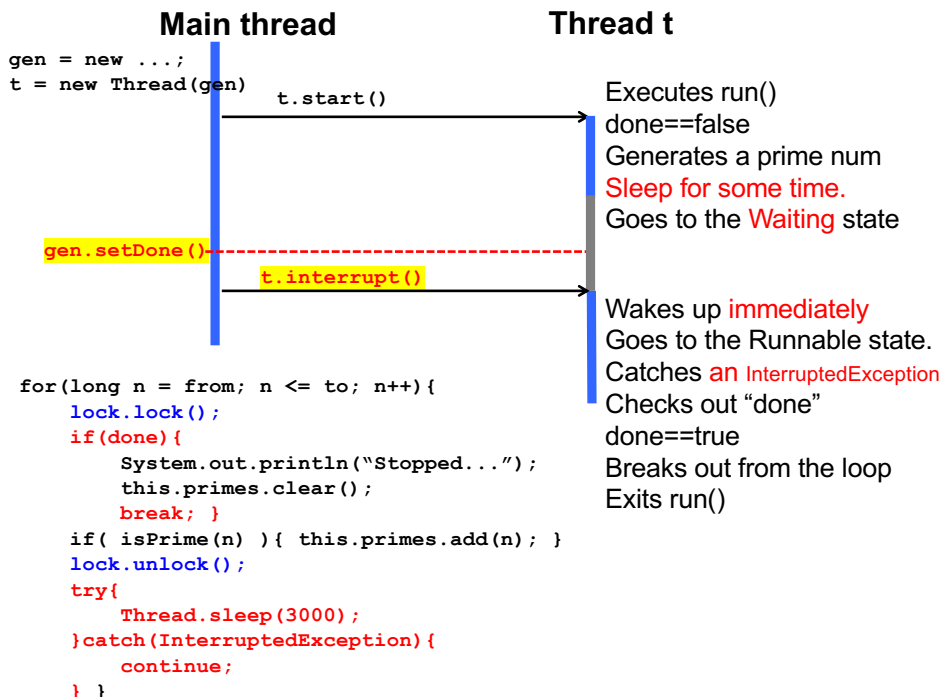 Main thread
Thread t
gen = new ...;
t = new Thread(gen)
t.start()
Executes run()
done==false
Generates a prime num
Sleep for some time.
Goes to the Waiting state
gen.setDone()
t.interrupt()
Wakes up immediately
Goes to the Runnable state.
Catches an InterruptedException
Checks out “done”
done==true
Breaks out from the loop
Exits run()
for(long n = from; n <= to; n++){
lock.lock();
if(done){
System.out.println(“Stopped...”);
this.primes.clear();
break; }
if( isPrime(n) ){ this.primes.add(n); }
lock.unlock();
try{
Thread.sleep(3000);
}catch(InterruptedException){
continue;
} }